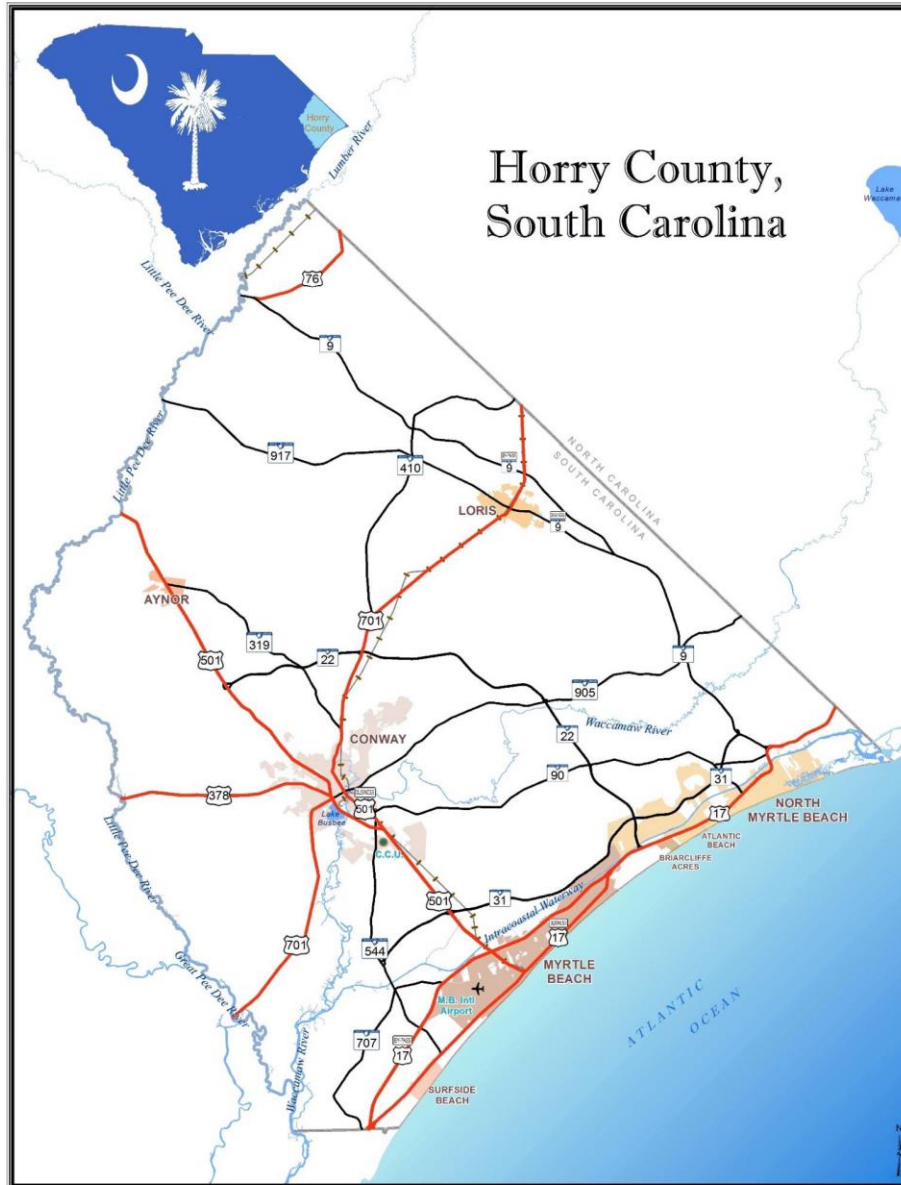 Horry
County
Lumber River
Horry County,
South Carolina
Lake
Waccamaw
Little Pee Dee River
76
9
NORTH CAROLINA
SOUTH CAROLINA
917
410
9
Little Pee Dee River
LORIS
9
AYNOR
701
319
501
22
9
905
Waccamaw River
CONWAY
22
90
31
378
BUSINESS
501
Lake
Busbee
17
NORTH
MYRTLE BEACH
ATLANTIC
BEACH
BRIARCLIFFE
ACRES
C.C.U.
Little Pee Dee River
501
31
Intracoastal Waterway
BUSINESS
17
701
544
MYRTLE
BEACH
Great Pee Dee River
M.B. Intl
Airport
ATLANTIC
OCEAN
707
BY-PASS
17
Waccamaw River
SURFSIDE
BEACH
N